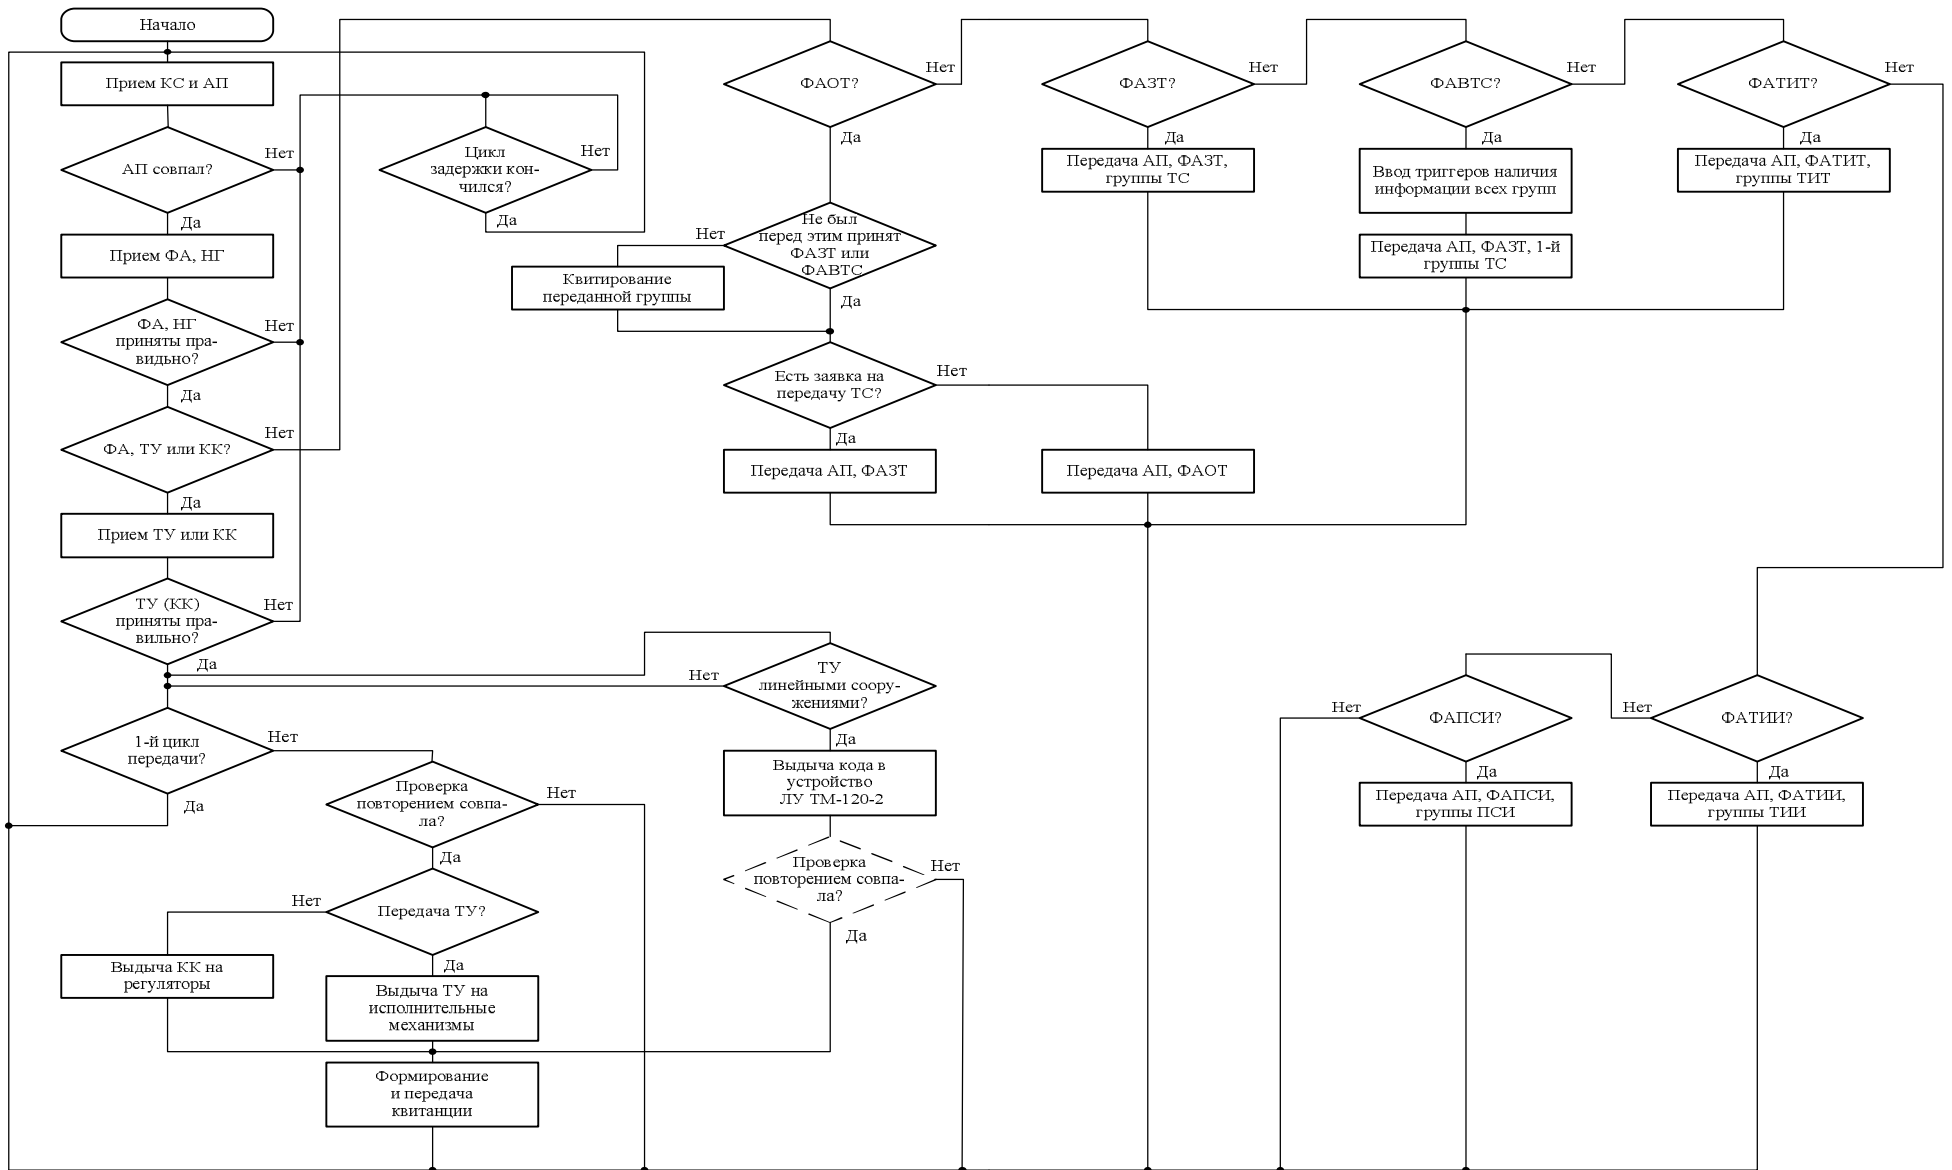 Начало
Прием КС и АП
АП совпал?
Нет
Да
Прием ФА, НГ
ФА, НГ
приняты пра-
видьно?
Нет
Да
ФА, ТУ или КК?
Нет
Да
Прием ТУ или КК
ТУ (КК)
приняты пра-
вильно?
Нет
Да
1-й цикл
передачи?
Нет
Да
Цикл
задержки кон-
чился?
Нет
Да
ФАОТ?
Нет
Да
Не был
перед этим принят
ФАЗТ или
ФАВТС
Нет
Да
Квитирование
переданной группы
Есть заявка на
передачу ТС?
Нет
Да
Передача АП, ФАЗТ
Передача АП, ФАОТ
ФАЗТ?
Нет
Да
Передача АП, ФАЗТ,
группы ТС
ФАВТС?
Нет
Да
Ввод триггеров наличия
информации всех групп
Передача АП, ФАЗТ, 1-й
группы ТС
ФАТИТ?
Нет
Да
Передача АП, ФАТИТ,
группы ТИТ
ТУ
линейными соору-
жениями?
Нет
Да
Выдыча кода в
устройство
ЛУ ТМ-120-2
Проверка
повторением совпа-
ла?
Нет
Да
<
Проверка
повторением совпа-
ла?
Нет
Да
Передача ТУ?
Нет
Да
Выдыча КК на
регуляторы
Выдыча ТУ на
исполнительные
механизмы
Формирование
и передача
квитанции
ФАПСИ?
Нет
Да
Передача АП, ФАПСИ,
группы ПСИ
ФАТИИ?
Нет
Да
Передача АП, ФАТИИ,
группы ТИИ